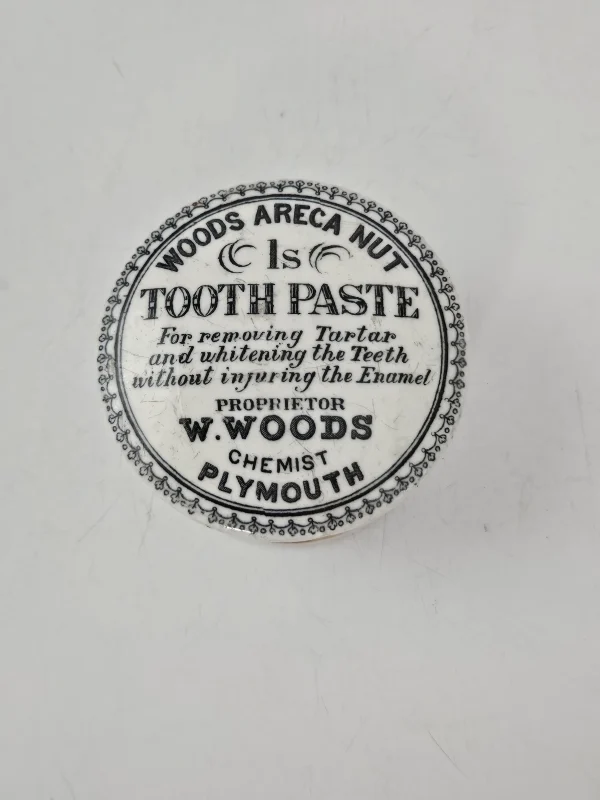 WOODS ARECA NUT
1s
TOOTH PASTE
For removing Tartar
and whitening the Teeth
without injuring the Enamel
PROPRIETOR
W. WOODS
CHEMIST
PLYMOUTH